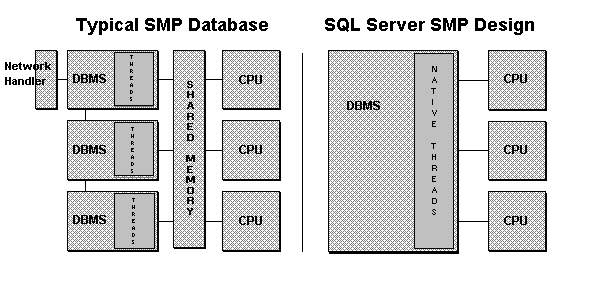 Typical SMP Database
Network
Handler
DBMS
THREADS
DBMS
THREADS
DBMS
THREADS
SHARED MEMORY
CPU
CPU
CPU
SQL Server SMP Design
DBMS
NATIVE THREADS
CPU
CPU
CPU